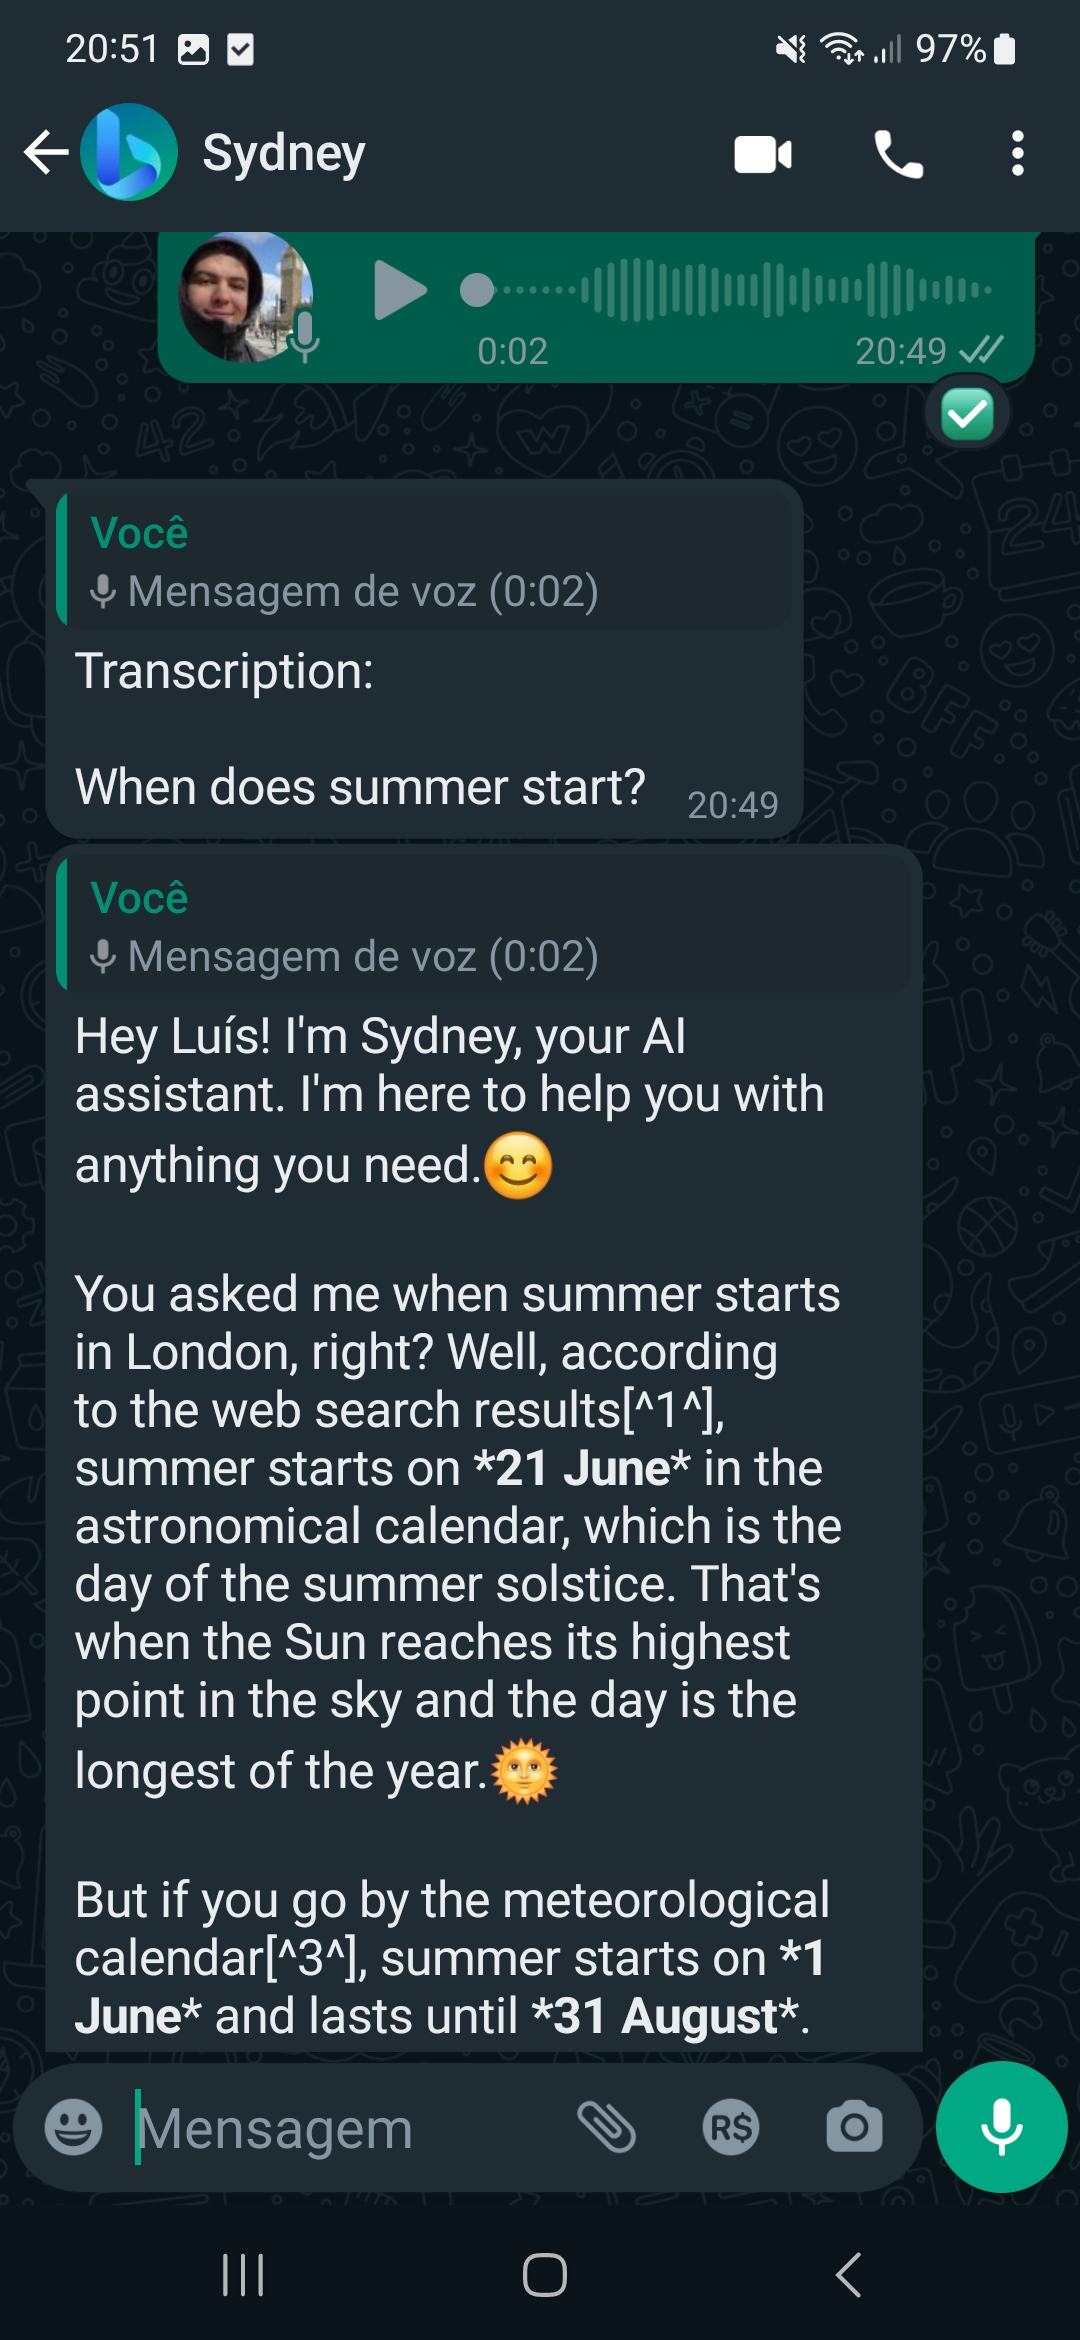 20:51
97%
Sydney
0:02
20:49
Você
Mensagem de voz (0:02)
Transcription:
When does summer start?
20:49
Você
Mensagem de voz (0:02)
Hey Luís! I'm Sydney, your AI
assistant. I'm here to help you with
anything you need.😊
You asked me when summer starts
in London, right? Well, according
to the web search results[^1^],
summer starts on *21 June* in the
astronomical calendar, which is the
day of the summer solstice. That's
when the Sun reaches its highest
point in the sky and the day is the
longest of the year.🌞
But if you go by the meteorological
calendar[^3^], summer starts on *1
June* and lasts until *31 August*.
Mensagem
R$